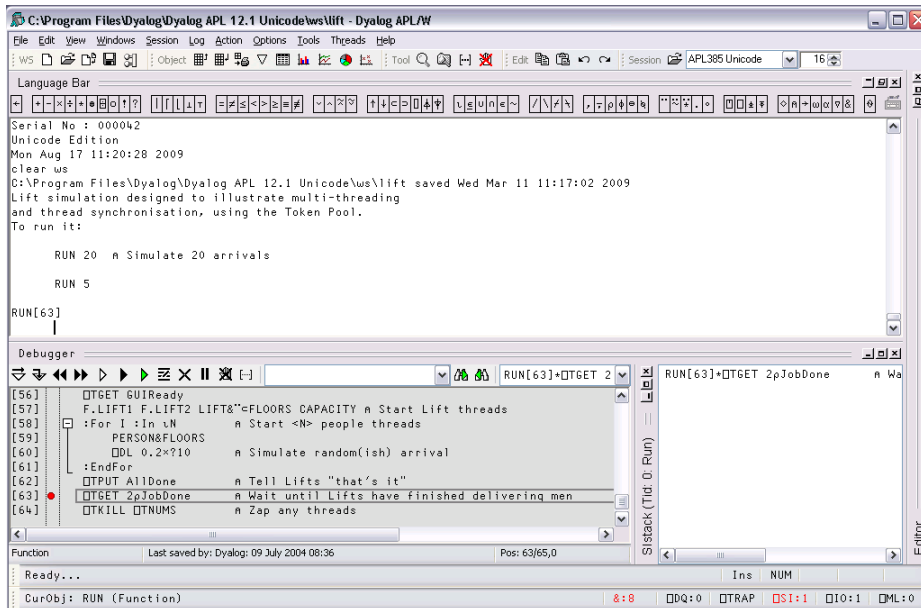 C:\Program Files\Dyalog\Dyalog APL 12.1 Unicode\ws\lift - Dyalog APL/W
File Edit View Windows Session Log Action Options Tools Threads Help
WS Object Tool Edit Session APL385 Unicode 16
Language Bar
Serial No : 000042
Unicode Edition
Mon Aug 17 11:20:28 2009
clear ws
C:\Program Files\Dyalog\Dyalog APL 12.1 Unicode\ws\lift saved Wed Mar 11 11:17:02 2009
Lift simulation designed to illustrate multi-threading
and thread synchronisation, using the Token Pool.
To run it:
RUN 20 ⍝ Simulate 20 arrivals
RUN 5
RUN[63]
Debugger
RUN[63]*⎕TGET 2
[56] ⎕TGET GUIReady
[57] F.LIFT1 F.LIFT2 LIFT&¨⊂FLOORS CAPACITY ⍝ Start Lift threads
[58] :For I :In ⍳N ⍝ Start <N> people threads
[59] PERSON&FLOORS
[60] ⎕DL 0.2×?10 ⍝ Simulate random(ish) arrival
[61] :EndFor
[62] ⎕TPUT AllDone ⍝ Tell Lifts "that's it"
[63] ⎕TGET 2⍴JobDone ⍝ Wait until Lifts have finished delivering men
[64] ⎕TKILL ⎕TNUMS ⍝ Zap any threads
Function Last saved by: Dyalog: 09 July 2004 08:36 Pos: 63/65,0
SIstack (Tid: 0: Run)
RUN[63]*⎕TGET 2⍴JobDone ⍝ Wa
Editor
Ready... Ins NUM
CurObj: RUN (Function) &:8 ⎕DQ:0 ⎕TRAP ⎕SI:1 ⎕IO:1 ⎕ML:0